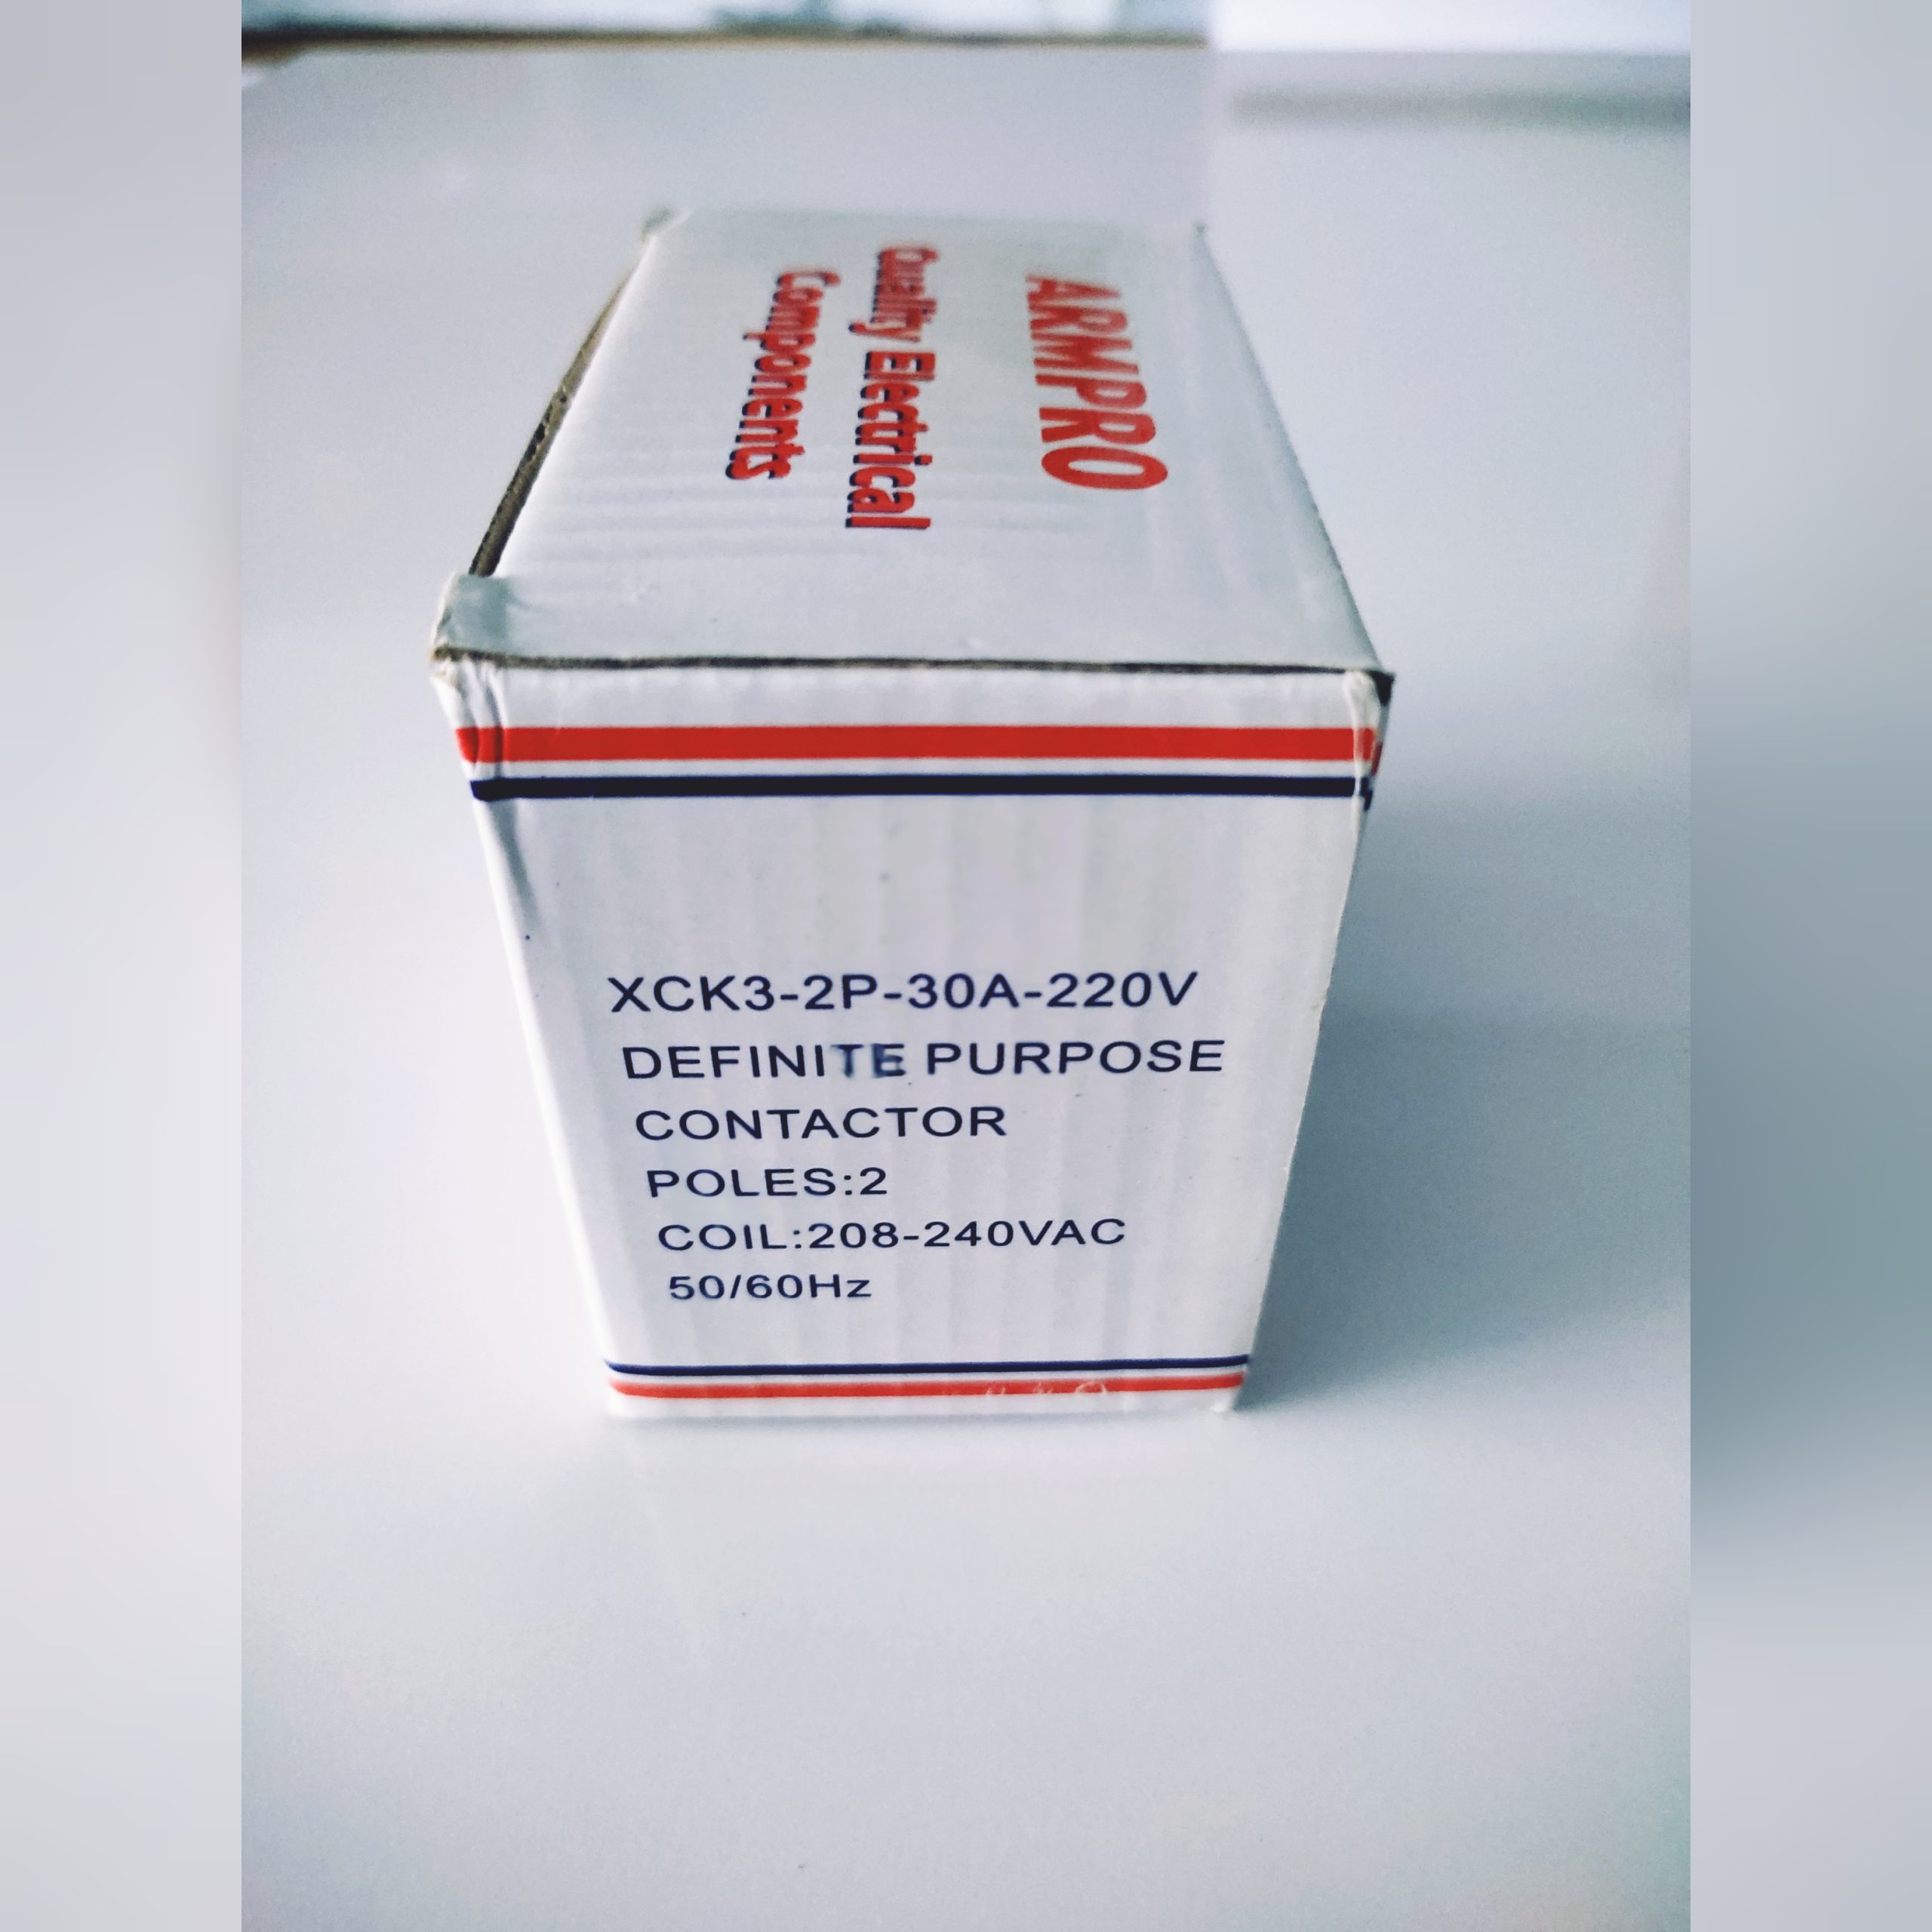 ARMPRO
Quality Electrical
Components
XCK3-2P-30A-220V
DEFINITE PURPOSE
CONTACTOR
POLES:2
COIL:208-240VAC
50/60Hz